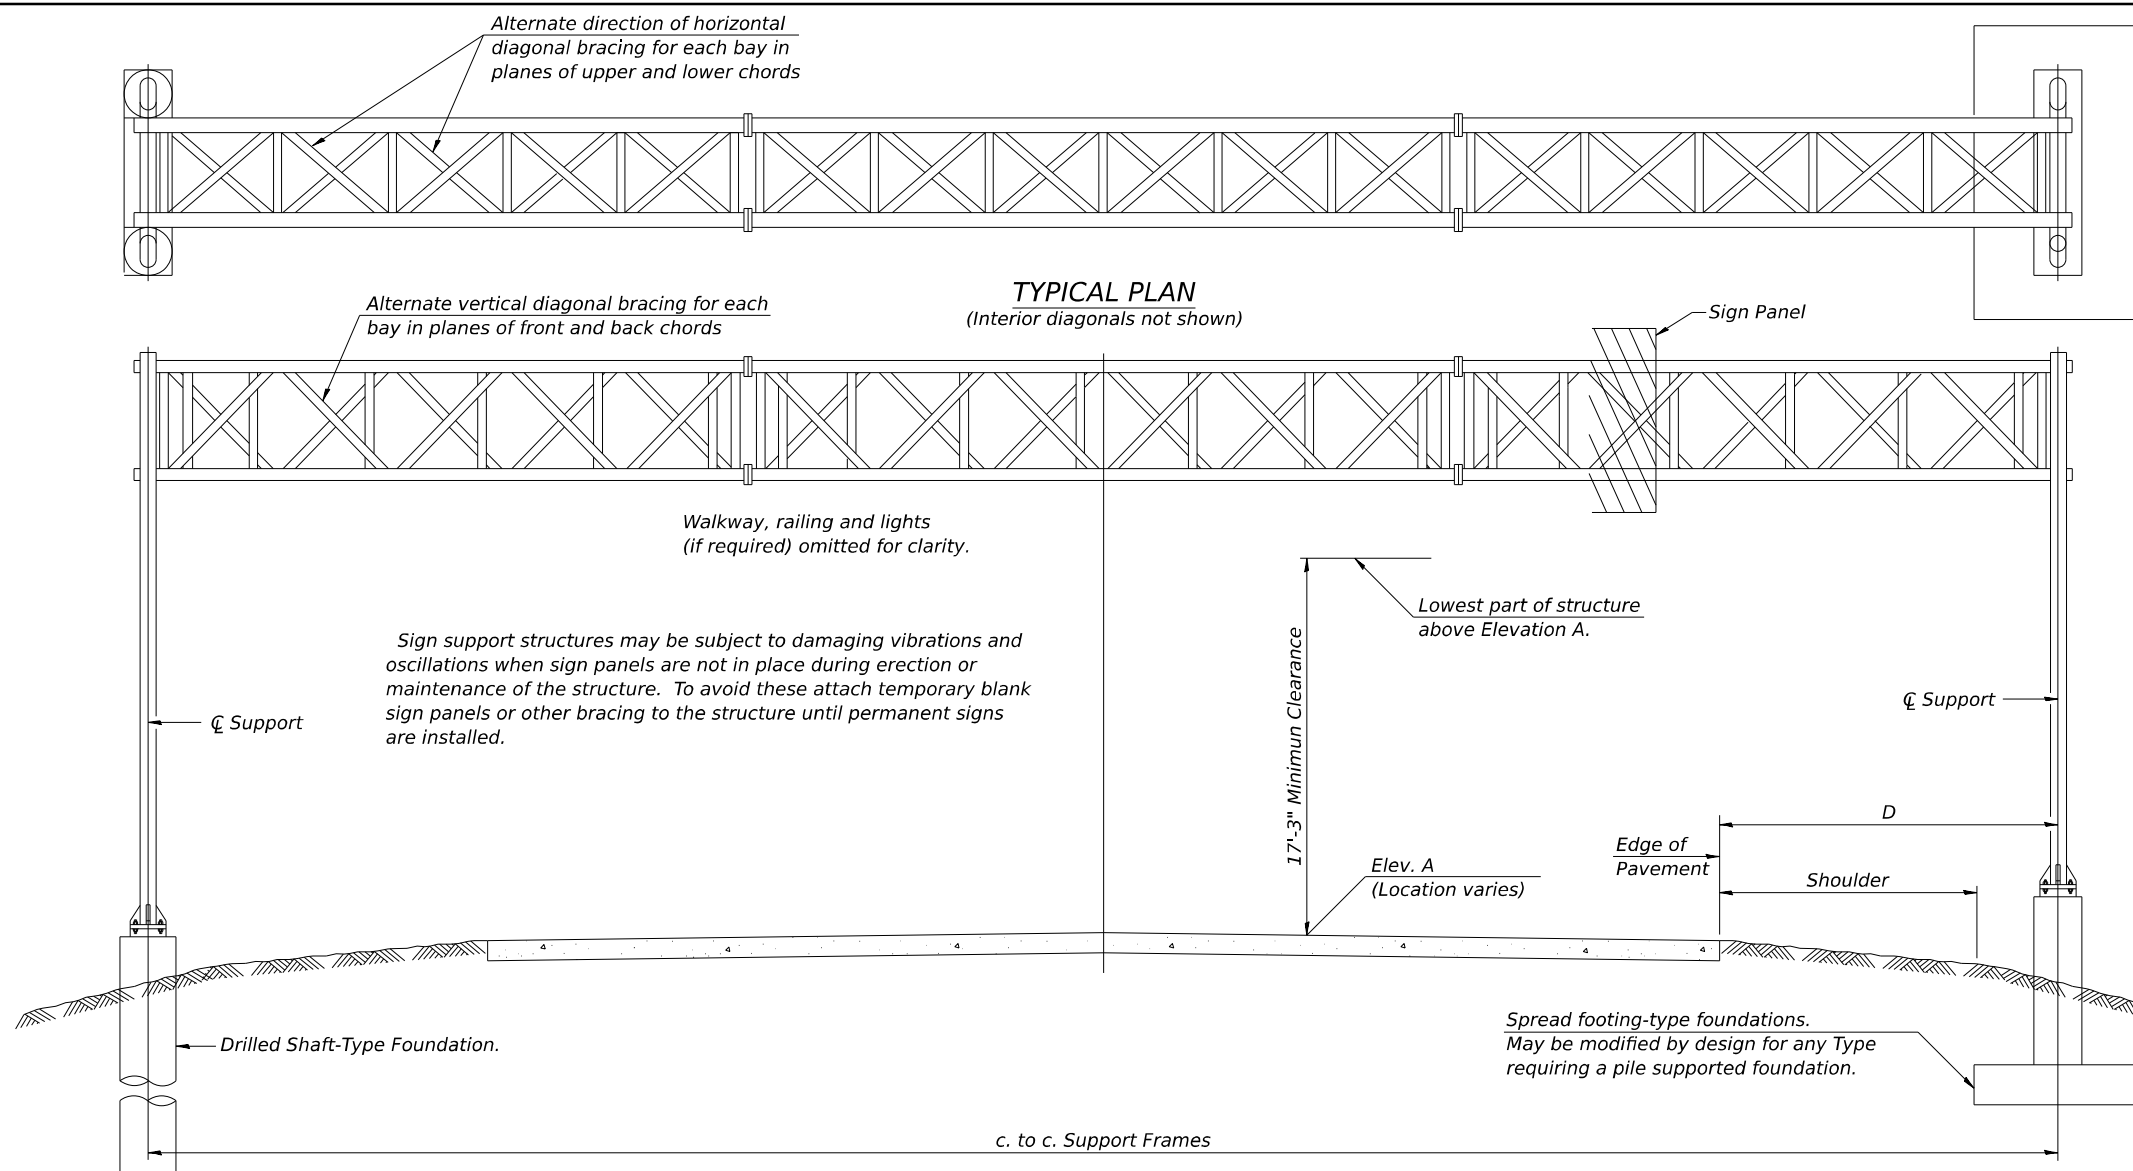 Alternate direction of horizontal
diagonal bracing for each bay in
planes of upper and lower chords
TYPICAL PLAN
(Interior diagonals not shown)
Alternate vertical diagonal bracing for each
bay in planes of front and back chords
Sign Panel
Walkway, railing and lights
(if required) omitted for clarity.
Lowest part of structure
above Elevation A.
17'-3" Minimun Clearance
Sign support structures may be subject to damaging vibrations and
oscillations when sign panels are not in place during erection or
maintenance of the structure.  To avoid these attach temporary blank
sign panels or other bracing to the structure until permanent signs
are installed.
℄ Support
℄ Support
D
Edge of
Pavement
Shoulder
Elev. A
(Location varies)
Drilled Shaft-Type Foundation.
Spread footing-type foundations.
May be modified by design for any Type
requiring a pile supported foundation.
c. to c. Support Frames